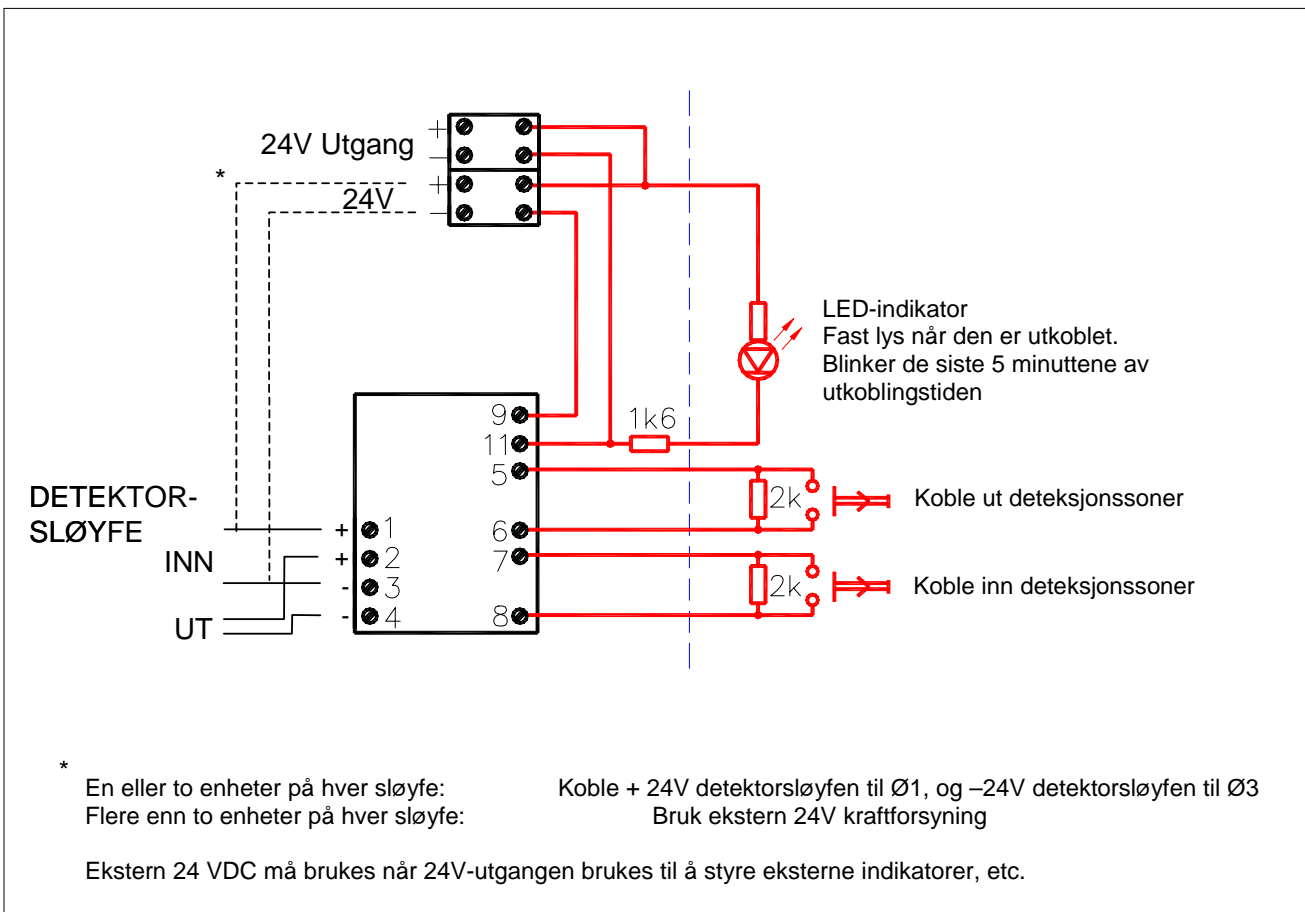 24V Utgang
+
–
*
24V
+
–
LED-indikator
Fast lys når den er utkoblet.
Blinker de siste 5 minuttene av
utkoblingstiden
9
1k6
11
5
DETEKTOR-
SLØYFE
2k
Koble ut deteksjonssoner
+ 1
6
INN
+ 2
7
- 3
2k
Koble inn deteksjonssoner
UT
- 4
8
*
En eller to enheter på hver sløyfe: Koble + 24V detektorsløyfen til Ø1, og –24V detektorsløyfen til Ø3
Flere enn to enheter på hver sløyfe: Bruk ekstern 24V kraftforsyning
Ekstern 24 VDC må brukes når 24V-utgangen brukes til å styre eksterne indikatorer, etc.